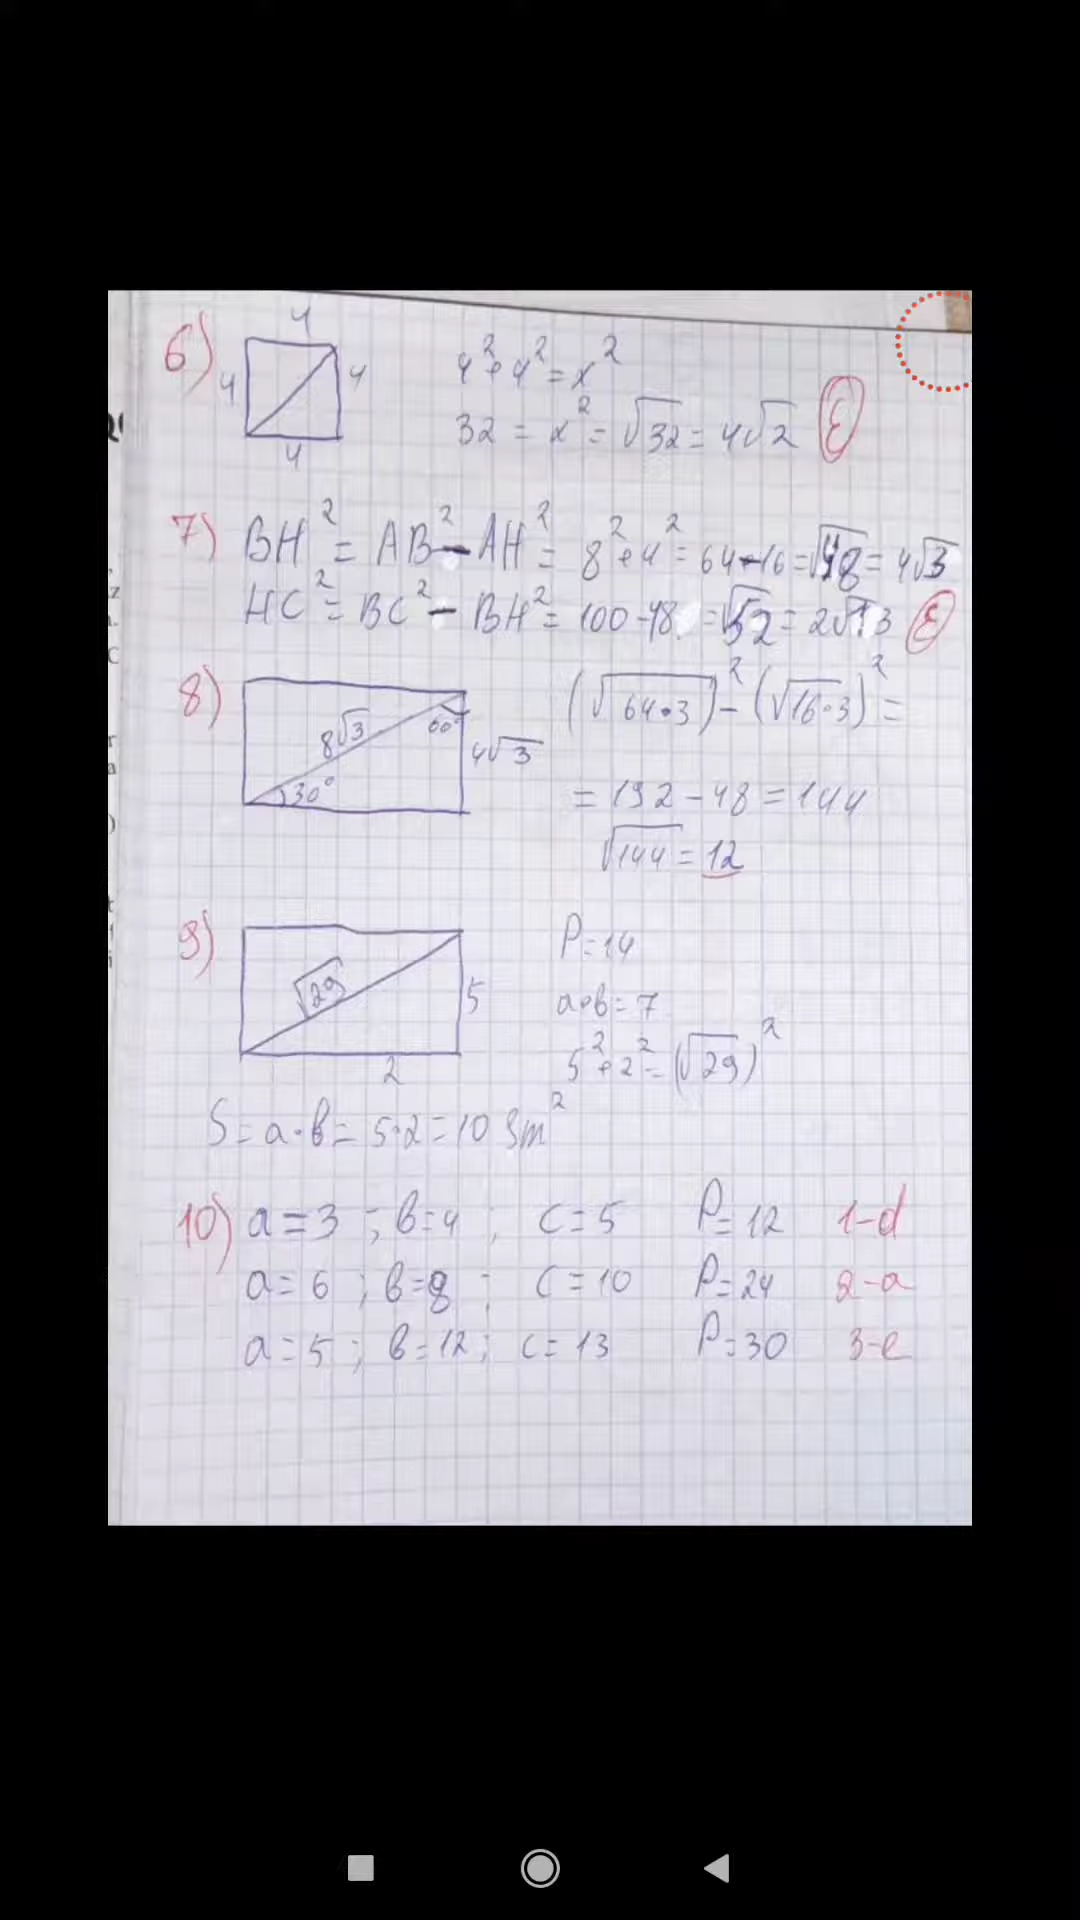 6) 4 4²+4²=x²
4 4
4 32 = x² = √32 = 4√2 E
7) BH² = AB² - AH² = 8²+4² = 64-16 = √48 = 4√3
HC² = BC² - BH² = 100-48 = √52 = 2√13 E
8) 8√3 60° 4√3 (√64·3)² - (√16·3)² =
30° = 192 - 48 = 144
√144 = 12
9) √29 5 P=14
a+b=7
2 5²+2²=(√29)²
S=a·b= 5·2=10 m²
10) a=3 ; b=4 ; c=5 P=12 1-d
a=6 ; b=8 ; c=10 P=24 2-a
a=5 ; b=12 ; c=13 P=30 3-e